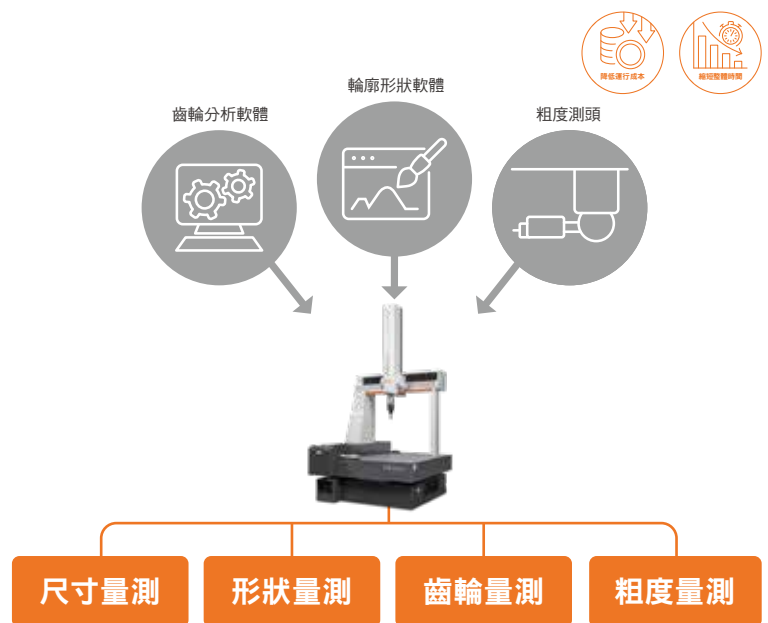 降低運行成本
縮短整體時間
輪廓形狀軟體
齒輪分析軟體
粗度測頭
尺寸量測
形狀量測
齒輪量測
粗度量測